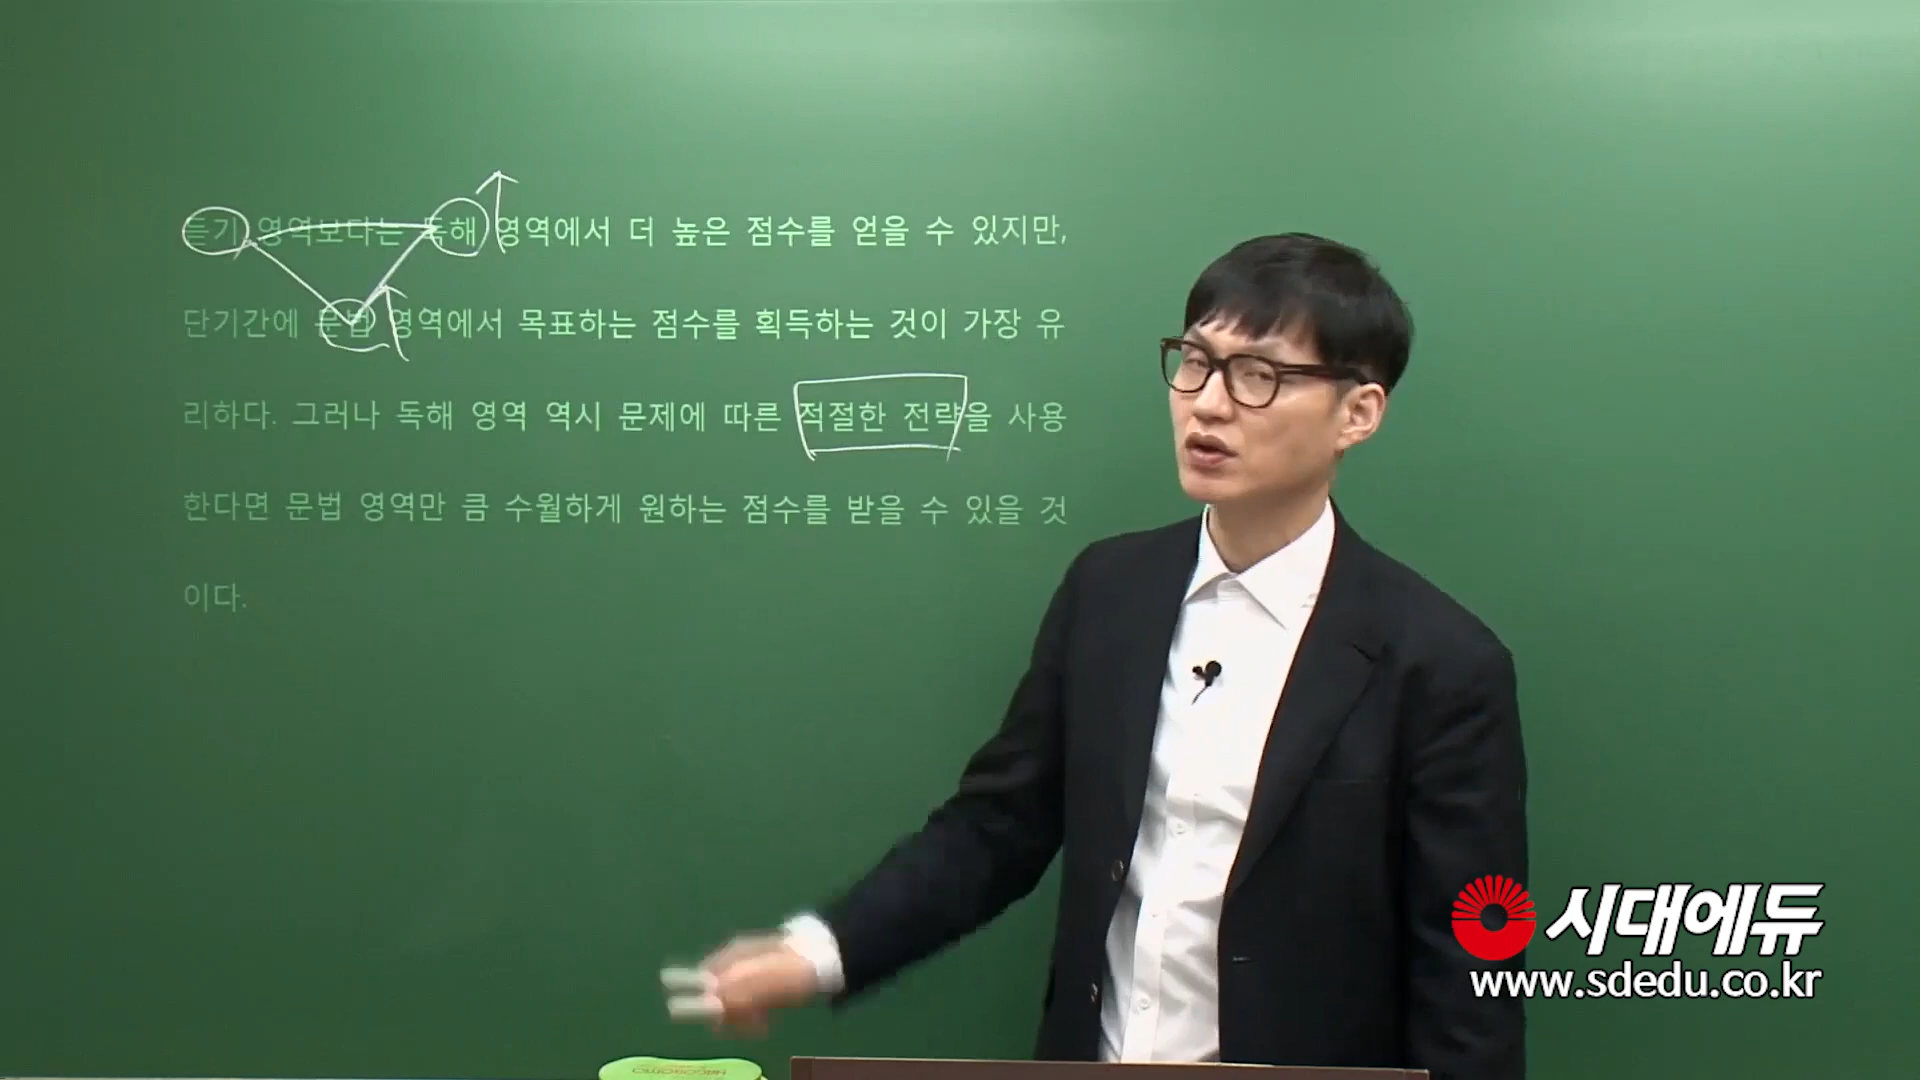 듣기 영역보다는 독해 영역에서 더 높은 점수를 얻을 수 있지만,
단기간에 문법 영역에서 목표하는 점수를 획득하는 것이 가장 유
리하다. 그러나 독해 영역 역시 문제에 따른 적절한 전략을 사용
한다면 문법 영역만 큼 수월하게 원하는 점수를 받을 수 있을 것
이다.
시대에듀
www.sdedu.co.kr